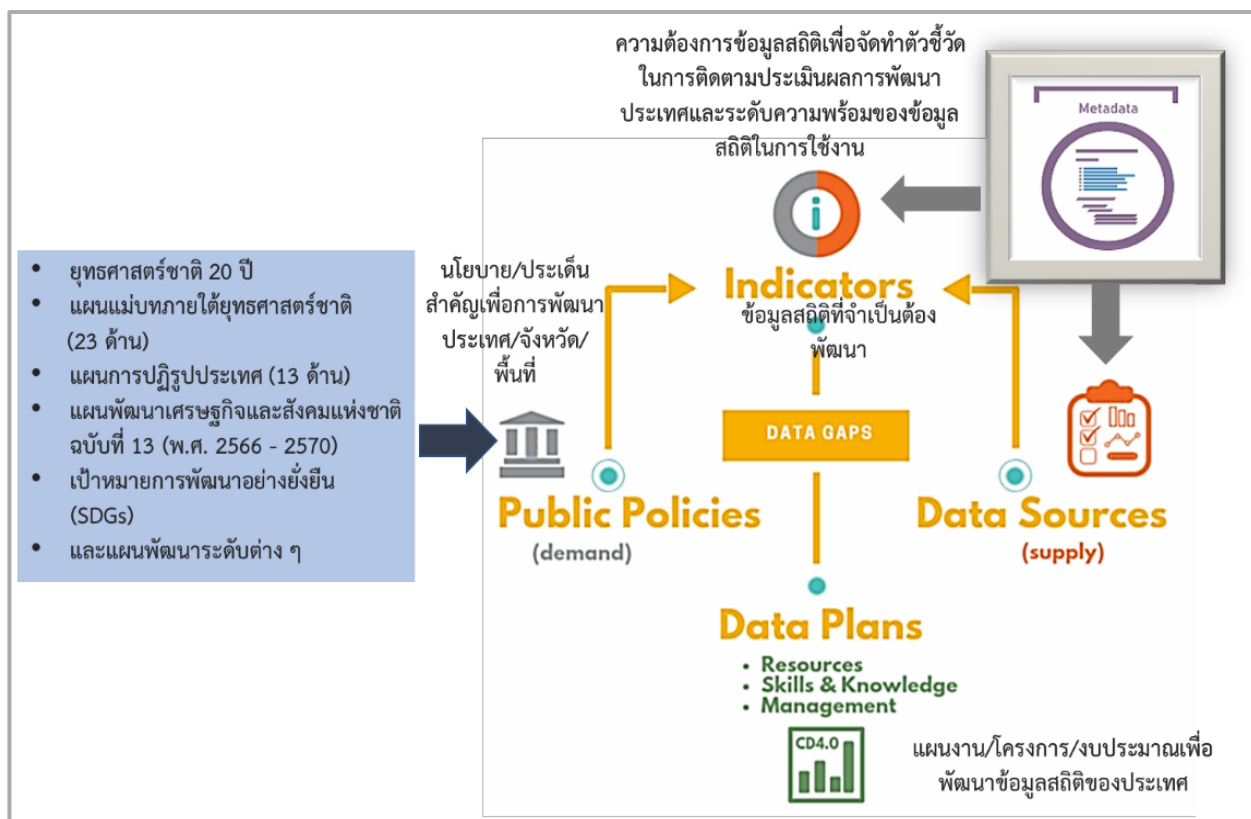 ความต้องการข้อมูลสถิติเพื่อจัดทำตัวชี้วัด
ในการติดตามประเมินผลการพัฒนา
ประเทศและระดับความพร้อมของข้อมูล
สถิติในการใช้งาน
Metadata
• ยุทธศาสตร์ชาติ 20 ปี
• แผนแม่บทภายใต้ยุทธศาสตร์ชาติ
(23 ด้าน)
• แผนการปฏิรูปประเทศ (13 ด้าน)
• แผนพัฒนาเศรษฐกิจและสังคมแห่งชาติ
ฉบับที่ 13 (พ.ศ. 2566 - 2570)
• เป้าหมายการพัฒนาอย่างยั่งยืน
(SDGs)
• และแผนพัฒนาระดับต่าง ๆ
นโยบาย/ประเด็น
สำคัญเพื่อการพัฒนา
ประเทศ/จังหวัด/
พื้นที่
Indicators
ข้อมูลสถิติที่จำเป็นต้อง
พัฒนา
DATA GAPS
Public Policies
(demand)
Data Sources
(supply)
Data Plans
• Resources
• Skills & Knowledge
• Management
CD4.0
แผนงาน/โครงการ/งบประมาณเพื่อ
พัฒนาข้อมูลสถิติของประเทศ